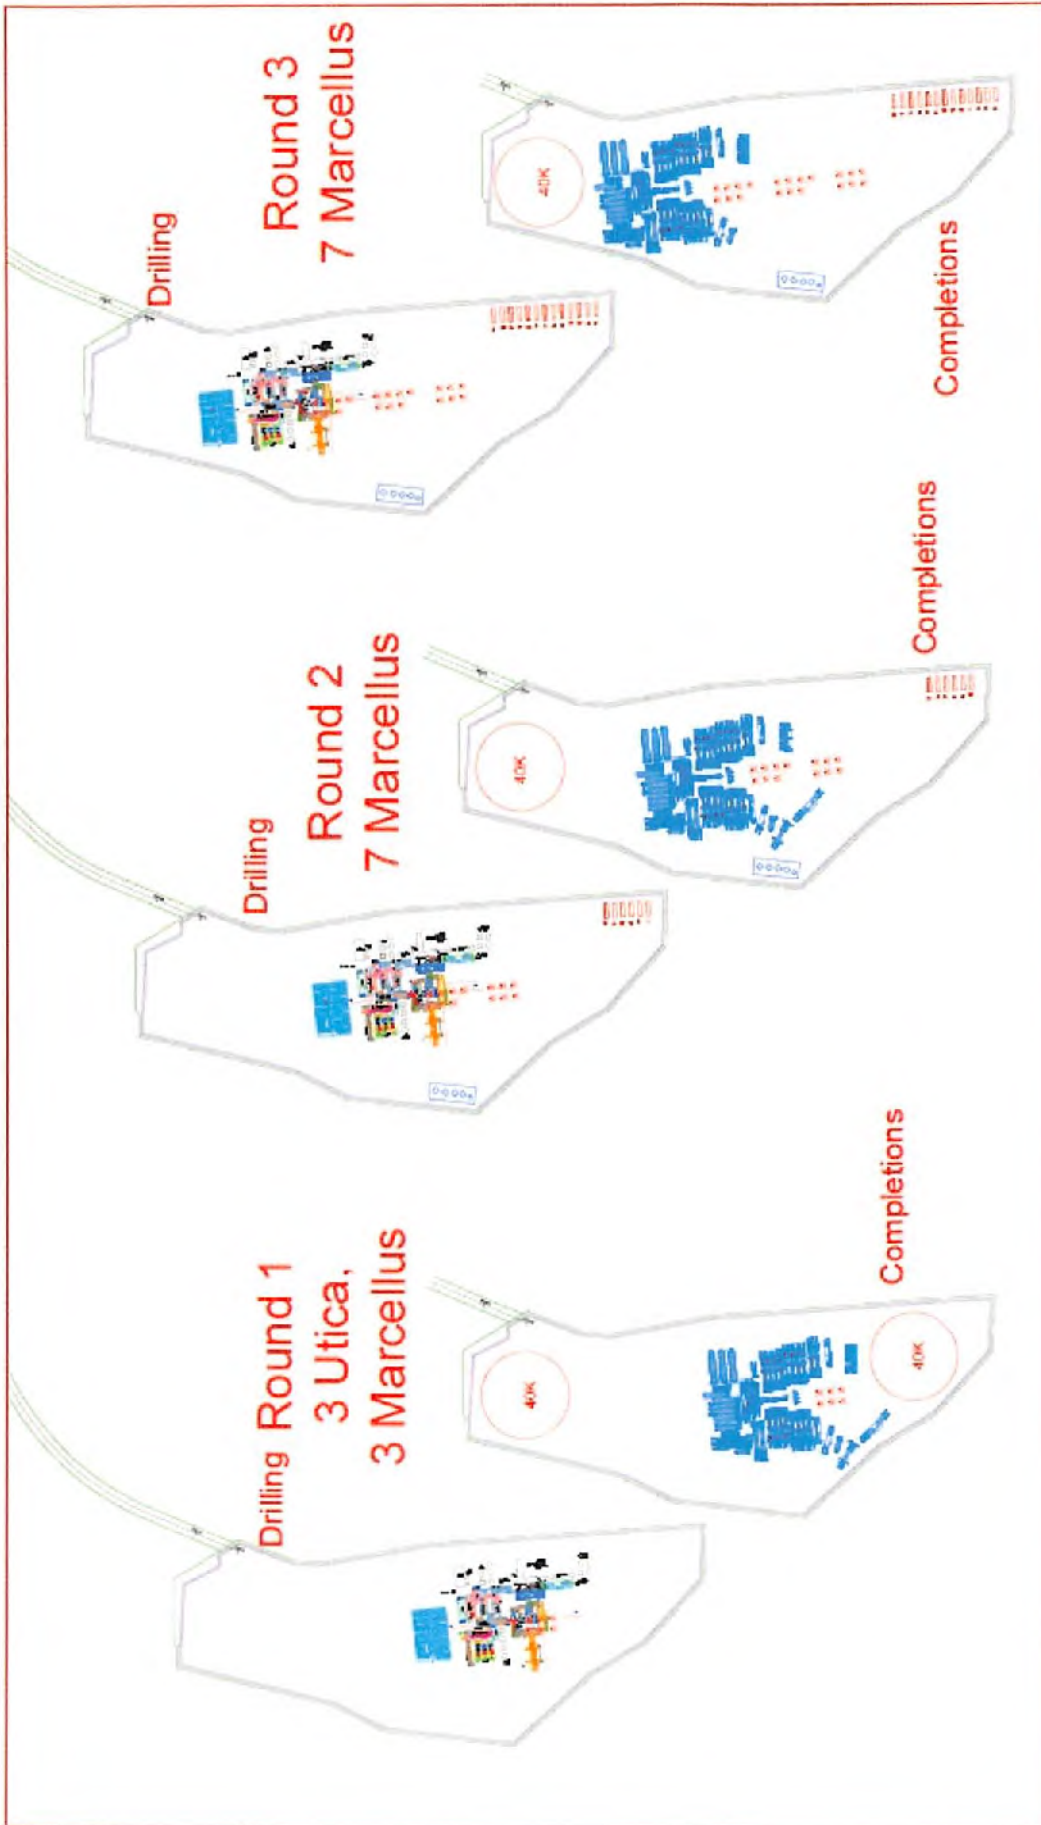 Drilling
Round 3
7 Marcellus
40K
Completions
Drilling
Round 2
7 Marcellus
40K
Completions
Drilling
Round 1
3 Utica,
3 Marcellus
40K
40K
Completions